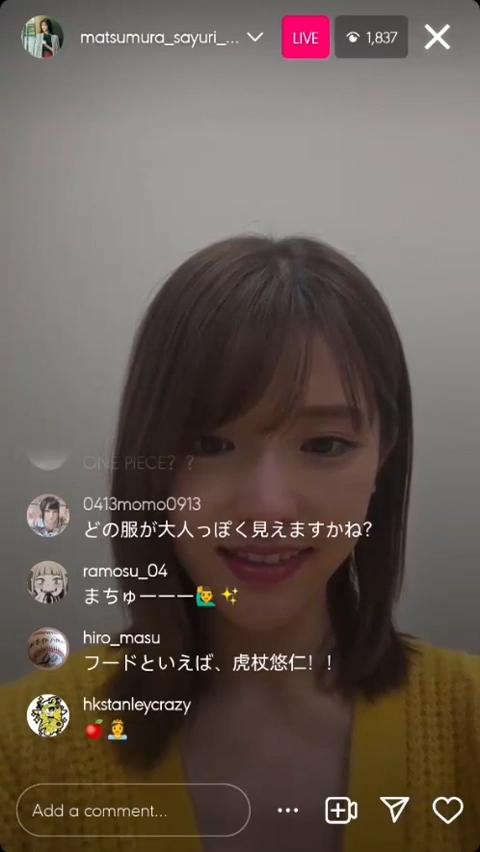 matsumura_sayuri_...
LIVE
1,837
ONE PIECE? ?
0413momo0913
どの服が大人っぽく見えますかね?
ramosu_04
まちゅーーー🙋‍♂️✨
hiro_masu
フードといえば、虎杖悠仁! !
hkstanleycrazy
🍎👸
Add a comment...